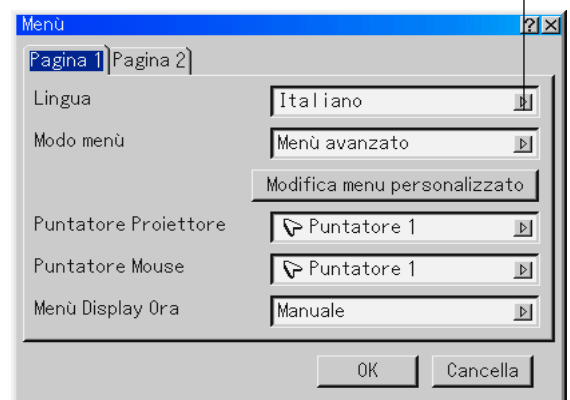 Menù
Pagina 1 Pagina 2
Lingua Italiano
Modo menù Menù avanzato
Modifica menu personalizzato
Puntatore Proiettore Puntatore 1
Puntatore Mouse Puntatore 1
Menù Display Ora Manuale
OK Cancella